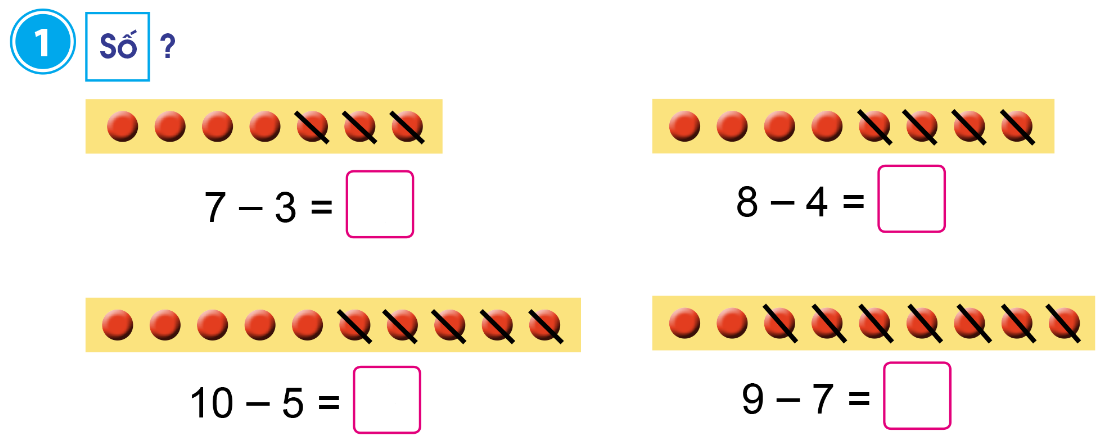 1 Số ?
7 – 3 =
8 – 4 =
10 – 5 =
9 – 7 =